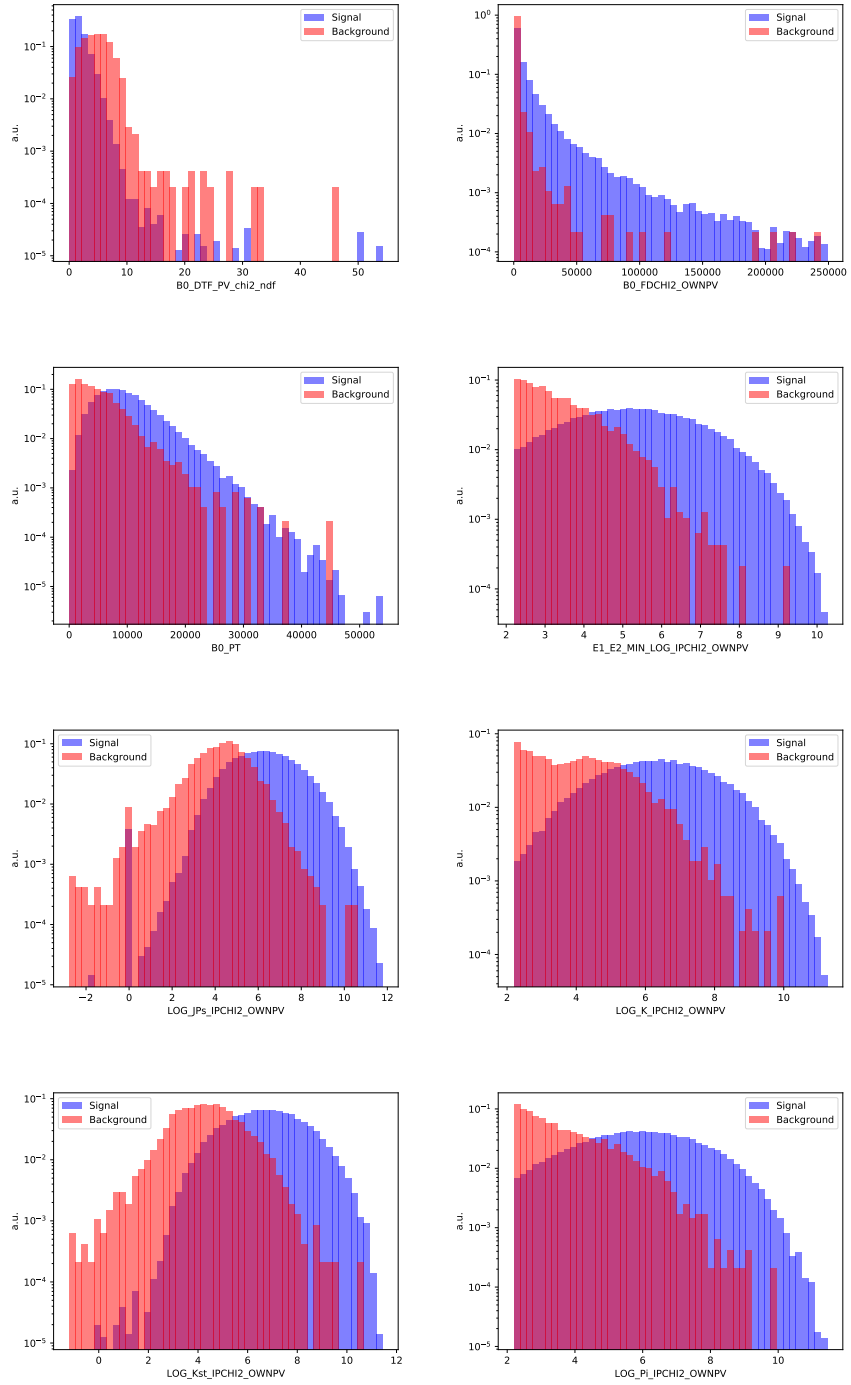 Signal
Background
10⁻¹
10⁻²
10⁻³
10⁻⁴
10⁻⁵
a.u.
0 10 20 30 40 50
B0_DTF_PV_chi2_ndf
Signal
Background
10⁰
10⁻¹
10⁻²
10⁻³
10⁻⁴
a.u.
0 50000 100000 150000 200000 250000
B0_FDCHI2_OWNPV
Signal
Background
10⁻¹
10⁻²
10⁻³
10⁻⁴
10⁻⁵
a.u.
0 10000 20000 30000 40000 50000
B0_PT
Signal
Background
10⁻¹
10⁻²
10⁻³
10⁻⁴
a.u.
2 3 4 5 6 7 8 9 10
E1_E2_MIN_LOG_IPCHI2_OWNPV
Signal
Background
10⁻¹
10⁻²
10⁻³
10⁻⁴
10⁻⁵
a.u.
−2 0 2 4 6 8 10 12
LOG_JPs_IPCHI2_OWNPV
Signal
Background
10⁻¹
10⁻²
10⁻³
10⁻⁴
a.u.
2 4 6 8 10
LOG_K_IPCHI2_OWNPV
Signal
Background
10⁻¹
10⁻²
10⁻³
10⁻⁴
10⁻⁵
a.u.
0 2 4 6 8 10 12
LOG_Kst_IPCHI2_OWNPV
Signal
Background
10⁻¹
10⁻²
10⁻³
10⁻⁴
10⁻⁵
a.u.
2 4 6 8 10
LOG_Pi_IPCHI2_OWNPV